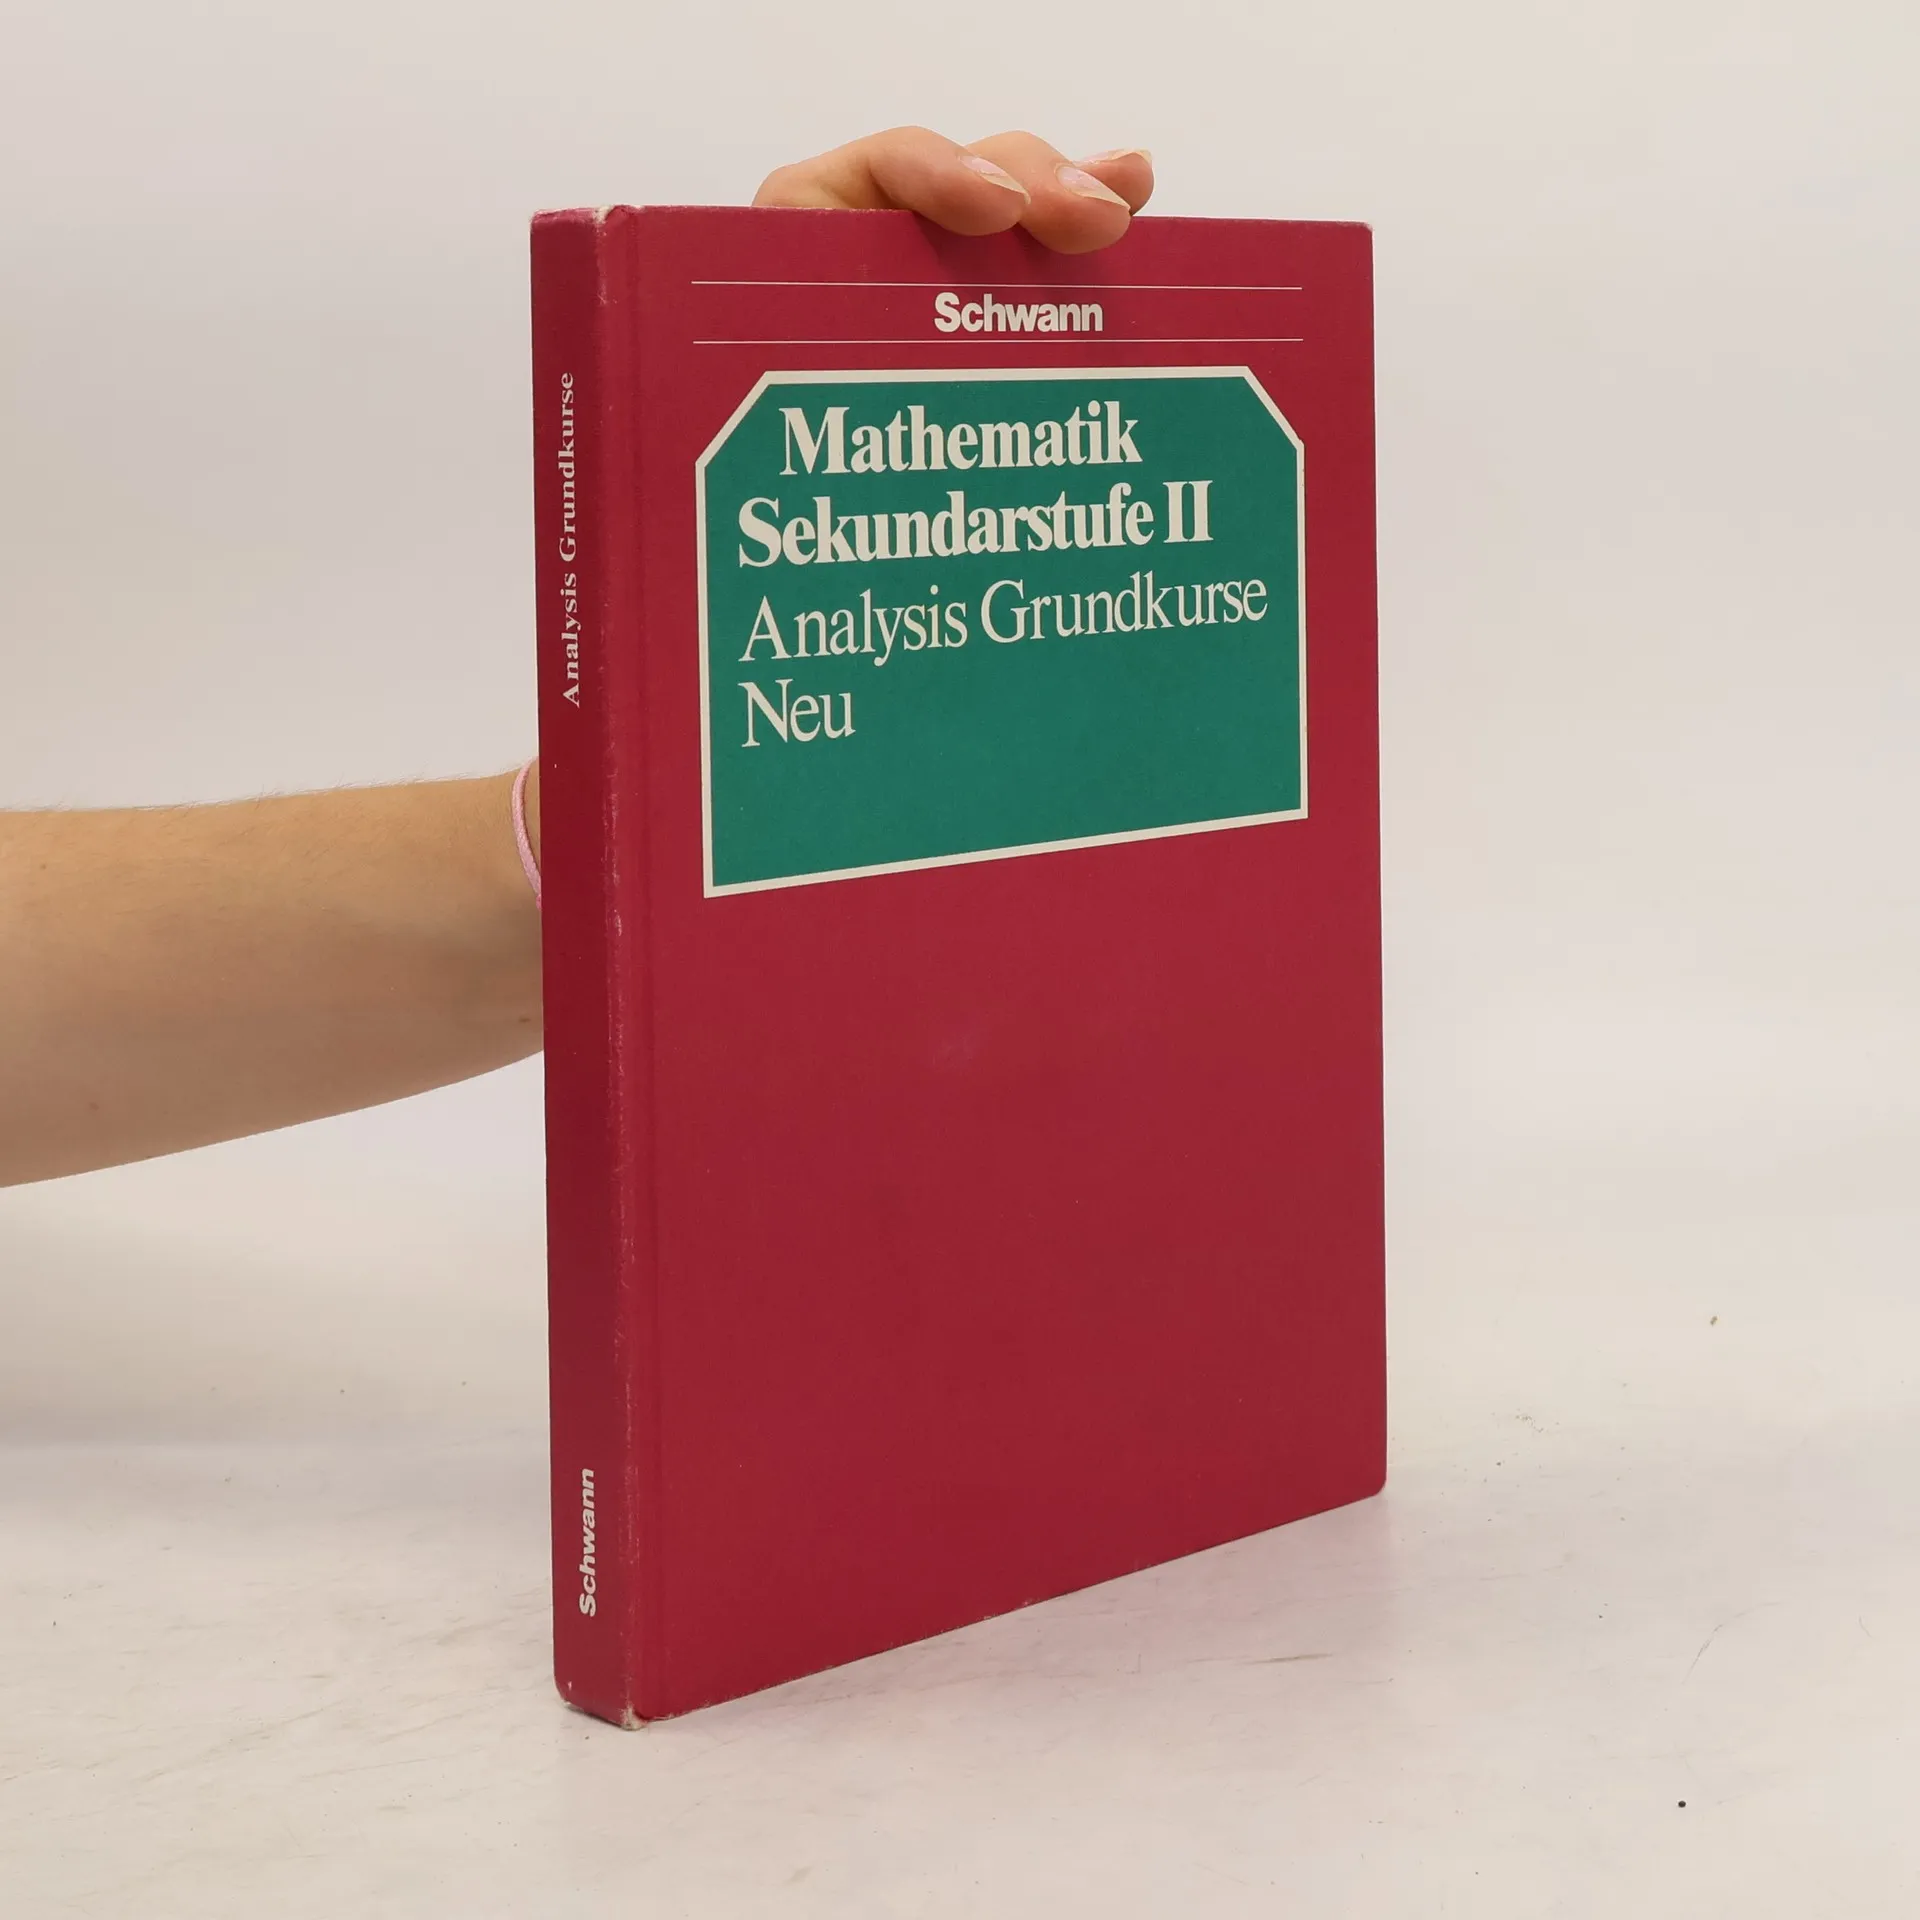 Schwann
Mathematik
Sekundarstufe II
Analysis Grundkurse
Neu
Analysis Grundkurse
Schwann